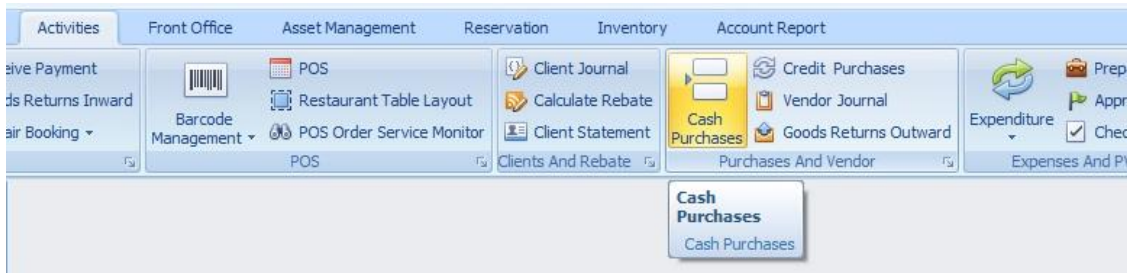 Activities Front Office Asset Management Reservation Inventory Account Report
eive Payment
ds Returns Inward
air Booking
Barcode
Management
POS
Restaurant Table Layout
POS Order Service Monitor
POS
Client Journal
Calculate Rebate
Client Statement
Clients And Rebate
Cash
Purchases
Credit Purchases
Vendor Journal
Goods Returns Outward
Purchases And Vendor
Expenditure
Prep
Appr
Chec
Expenses And P
Cash
Purchases
Cash Purchases